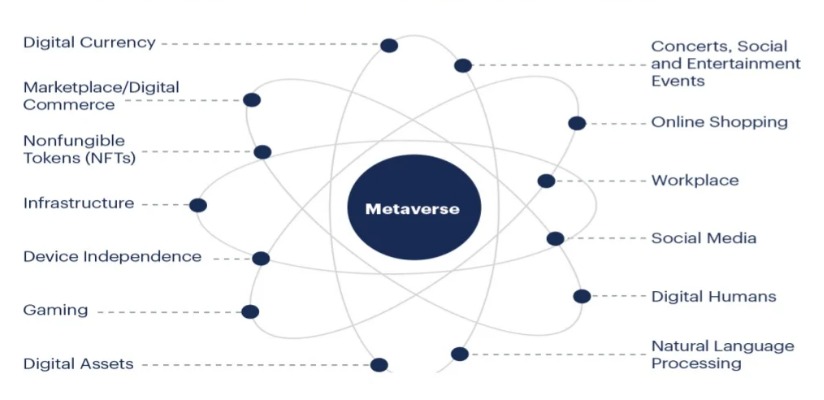 Digital Currency
Marketplace/Digital
Commerce
Nonfungible
Tokens (NFTs)
Infrastructure
Device Independence
Gaming
Digital Assets
Metaverse
Concerts, Social
and Entertainment
Events
Online Shopping
Workplace
Social Media
Digital Humans
Natural Language
Processing